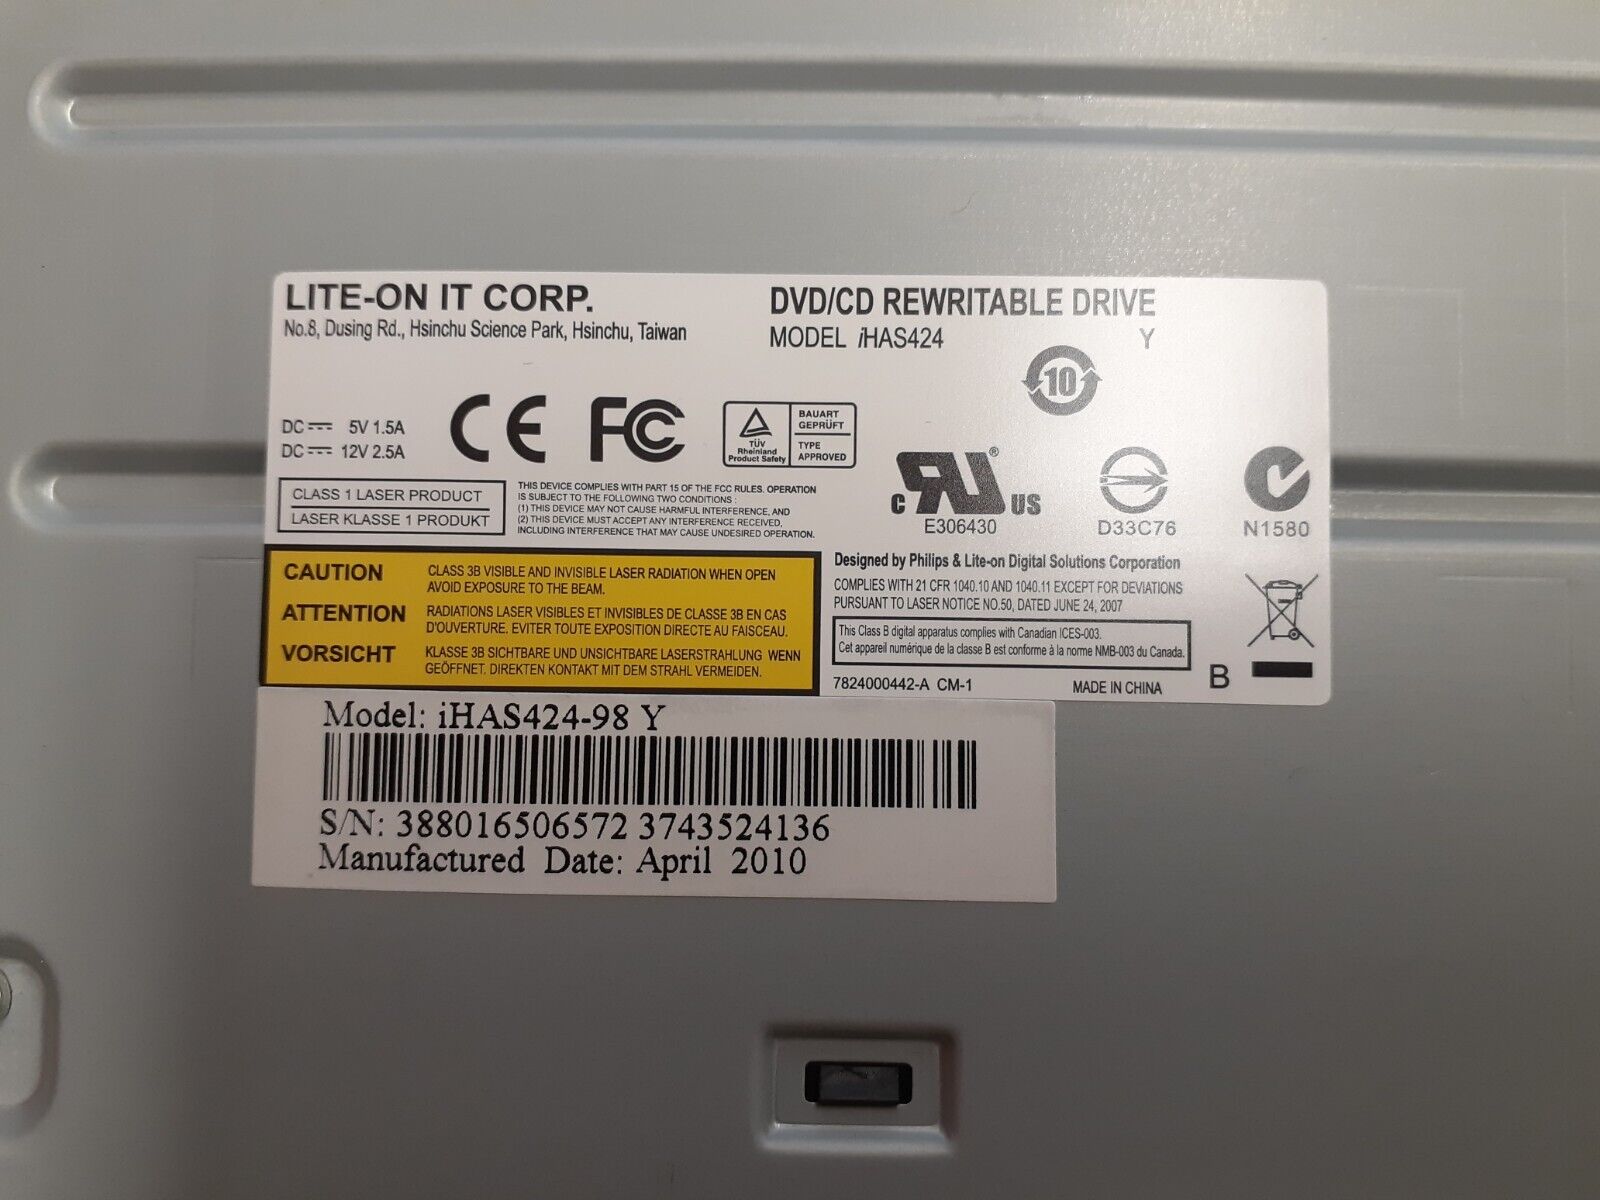 LITE-ON IT CORP.
No.8, Dusing Rd., Hsinchu Science Park, Hsinchu, Taiwan
DVD/CD REWRITABLE DRIVE
MODEL iHAS424 Y
10
DC 5V 1.5A
DC 12V 2.5A
CE FC
TÜV
Rheinland
Product Safety
BAUART
GEPRÜFT
TYPE
APPROVED
c RU US ®
E306430
D33C76
N1580
CLASS 1 LASER PRODUCT
LASER KLASSE 1 PRODUKT
THIS DEVICE COMPLIES WITH PART 15 OF THE FCC RULES. OPERATION
IS SUBJECT TO THE FOLLOWING TWO CONDITIONS :
(1) THIS DEVICE MAY NOT CAUSE HARMFUL INTERFERENCE, AND
(2) THIS DEVICE MUST ACCEPT ANY INTERFERENCE RECEIVED,
INCLUDING INTERFERENCE THAT MAY CAUSE UNDESIRED OPERATION.
CAUTION
CLASS 3B VISIBLE AND INVISIBLE LASER RADIATION WHEN OPEN
AVOID EXPOSURE TO THE BEAM.
ATTENTION
RADIATIONS LASER VISIBLES ET INVISIBLES DE CLASSE 3B EN CAS
D'OUVERTURE. EVITER TOUTE EXPOSITION DIRECTE AU FAISCEAU.
VORSICHT
KLASSE 3B SICHTBARE UND UNSICHTBARE LASERSTRAHLUNG WENN
GEÖFFNET. DIREKTEN KONTAKT MIT DEM STRAHL VERMEIDEN.
Designed by Philips & Lite-on Digital Solutions Corporation
COMPLIES WITH 21 CFR 1040.10 AND 1040.11 EXCEPT FOR DEVIATIONS
PURSUANT TO LASER NOTICE NO.50, DATED JUNE 24, 2007
This Class B digital apparatus complies with Canadian ICES-003.
Cet appareil numérique de la classe B est conforme à la norme NMB-003 du Canada.
7824000442-A CM-1
MADE IN CHINA
B
Model: iHAS424-98 Y
S/N: 388016506572 3743524136
Manufactured Date: April 2010